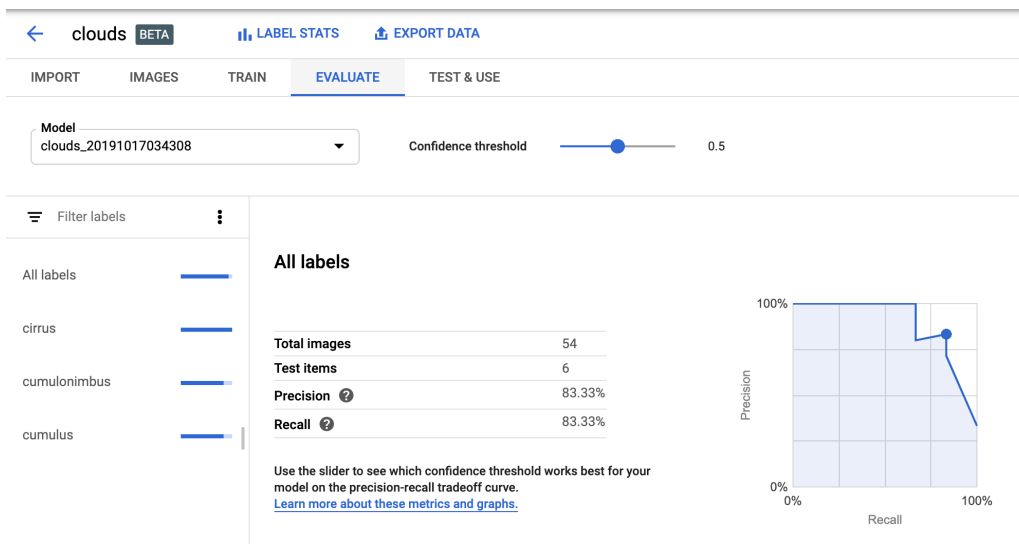 clouds BETA LABEL STATS EXPORT DATA
IMPORT IMAGES TRAIN EVALUATE TEST & USE
Model
clouds_20191017034308 Confidence threshold 0.5
Filter labels
All labels
cirrus
cumulonimbus
cumulus
All labels
Total images 54
Test items 6
Precision ? 83.33%
Recall ? 83.33%
Use the slider to see which confidence threshold works best for your
model on the precision-recall tradeoff curve.
Learn more about these metrics and graphs.
100%
Precision
0%
0% 100%
Recall